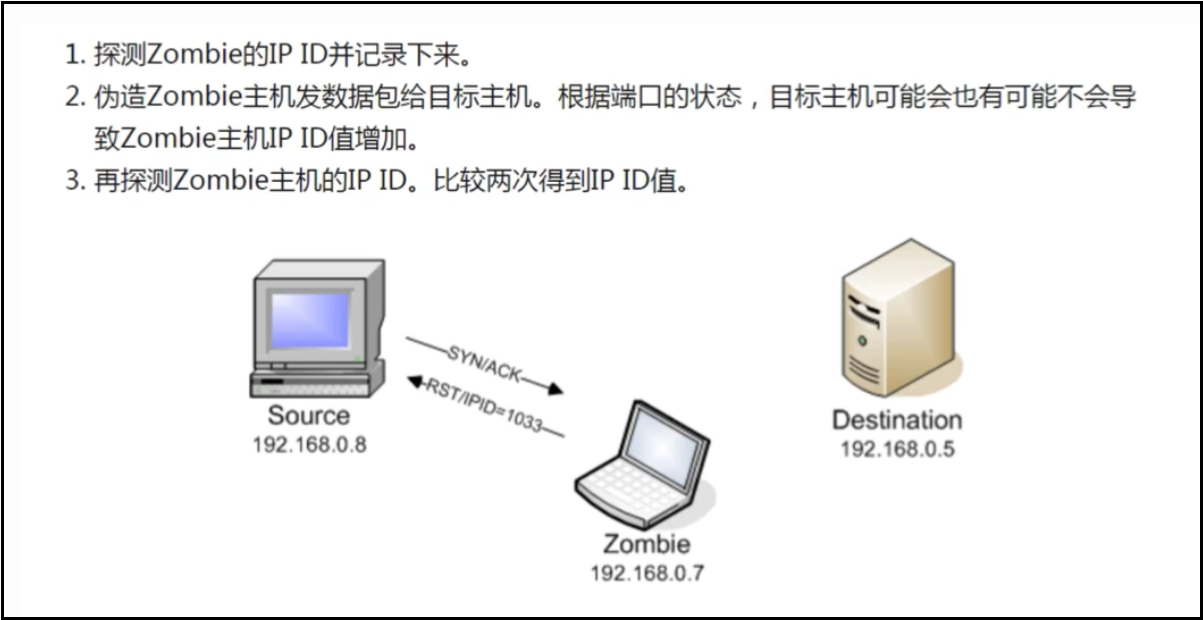 1. 探测Zombie的IP ID并记录下来。
2. 伪造Zombie主机发数据包给目标主机。根据端口的状态，目标主机可能会也有可能不会导
致Zombie主机IP ID值增加。
3. 再探测Zombie主机的IP ID。比较两次得到IP ID值。
SYN/ACK
RST/IPID=1033
Source
192.168.0.8
Destination
192.168.0.5
Zombie
192.168.0.7